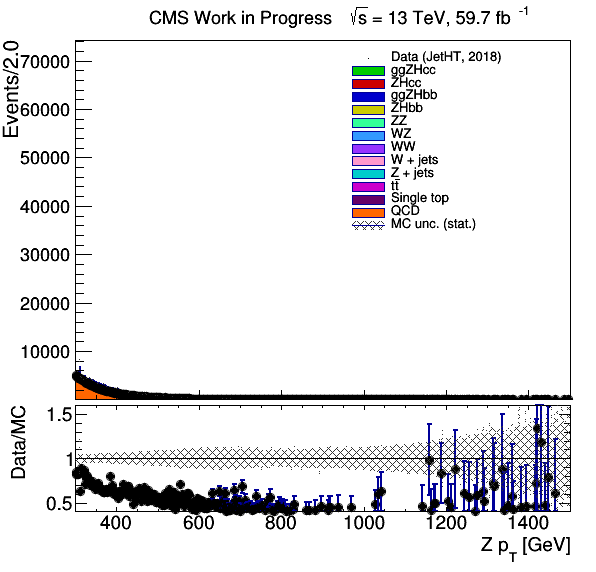 CMS Work in Progress √s = 13 TeV, 59.7 fb⁻¹
Events/2.0
70000
60000
50000
40000
30000
20000
10000
Data (JetHT, 2018)
ggZHcc
ZHcc
ggZHbb
ZHbb
ZZ
WZ
WW
W + jets
Z + jets
tt̄
Single top
QCD
MC unc. (stat.)
Data/MC
1.5
1
0.5
400 600 800 1000 1200 1400
Z p_T [GeV]